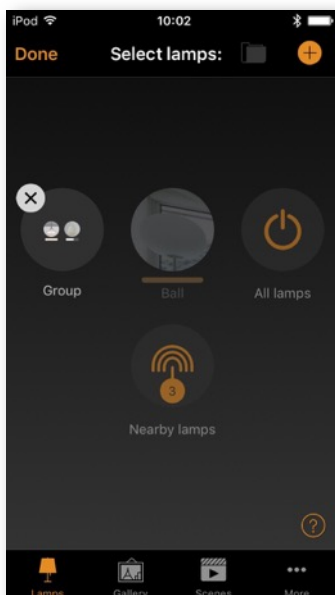 iPod 10:02
Done Select lamps:
Group Ball All lamps
3
Nearby lamps
?
Lamps Gallery Scenes More